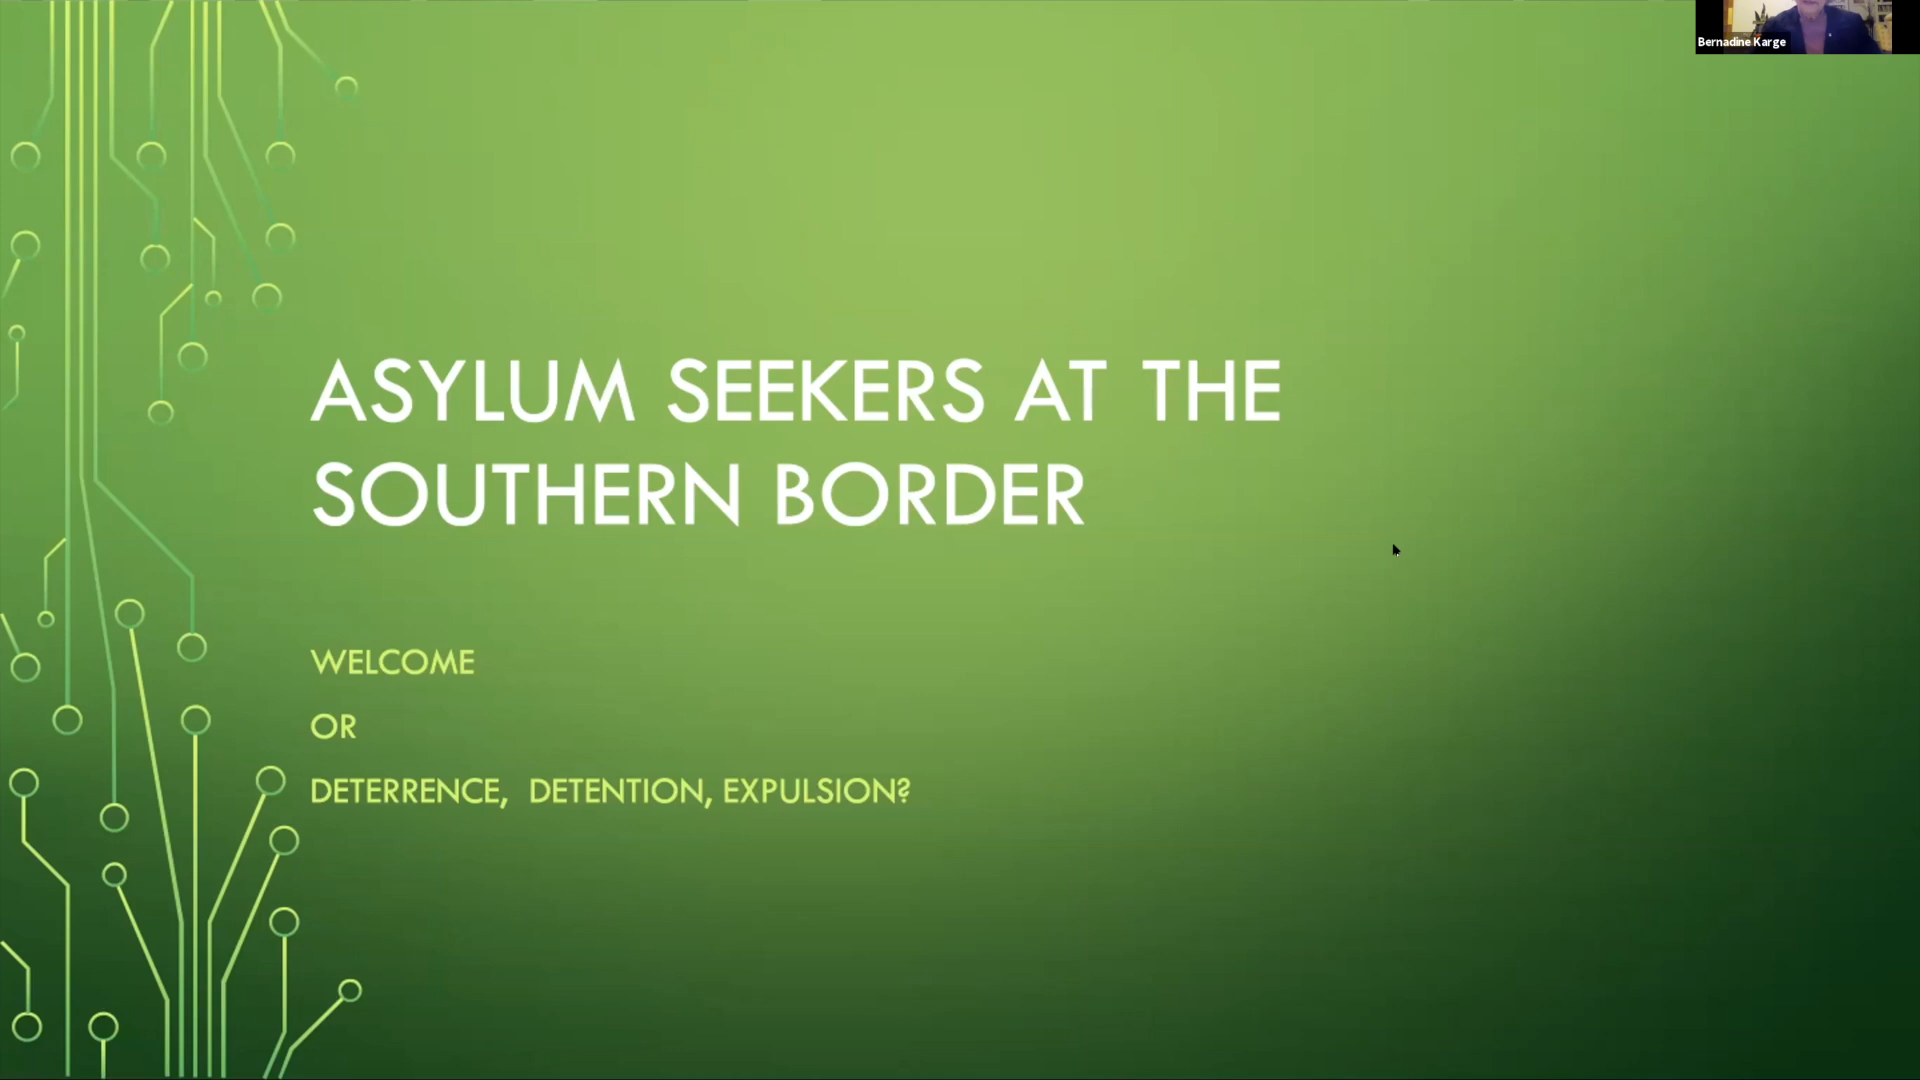 Bernadine Karge
ASYLUM SEEKERS AT THE
SOUTHERN BORDER
WELCOME
OR
DETERRENCE, DETENTION, EXPULSION?